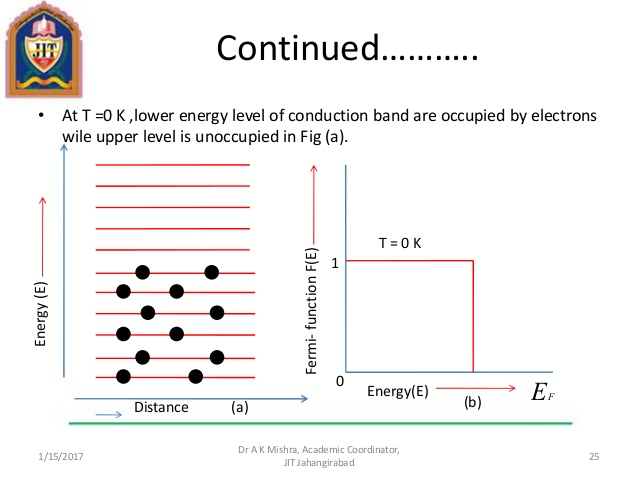 JIT
Continued………..
• At T =0 K ,lower energy level of conduction band are occupied by electrons
wile upper level is unoccupied in Fig (a).
Energy (E)
Distance
(a)
Fermi- function F(E)
T = 0 K
1
0
Energy(E)
(b)
E_F
1/15/2017
Dr A K Mishra, Academic Coordinator,
JIT Jahangirabad
25